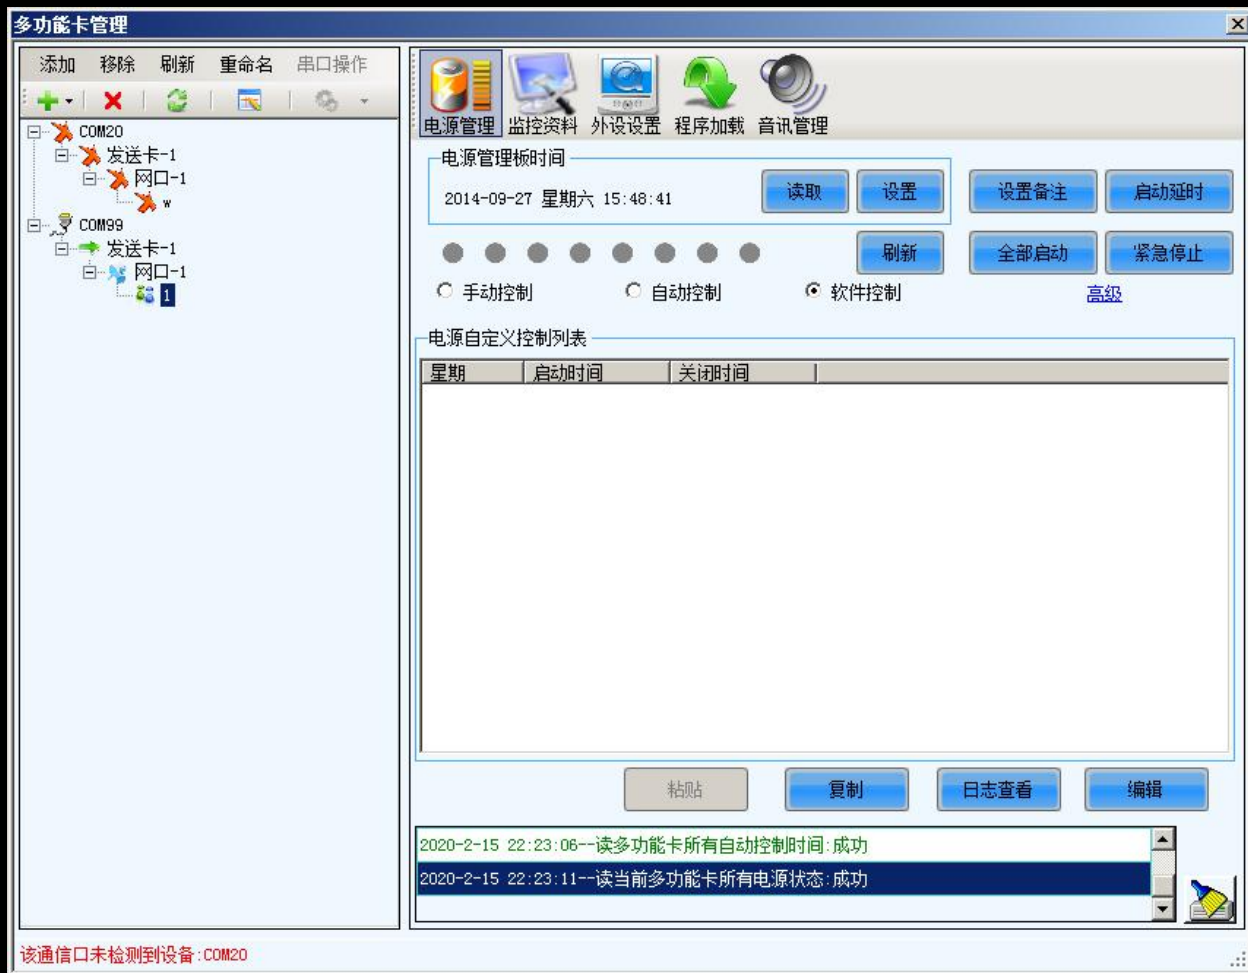 多功能卡管理
添加 移除 刷新 重命名 串口操作
COM20
发送卡-1
网口-1
w
COM99
发送卡-1
网口-1
1
电源管理 监控资料 外设设置 程序加载 音讯管理
电源管理板时间
2014-09-27 星期六 15:48:41 读取 设置 设置备注 启动延时
刷新 全部启动 紧急停止
手动控制 自动控制 软件控制 高级
电源自定义控制列表
星期 启动时间 关闭时间
粘贴 复制 日志查看 编辑
2020-2-15 22:23:06--读多功能卡所有自动控制时间:成功
2020-2-15 22:23:11--读当前多功能卡所有电源状态:成功
该通信口未检测到设备:COM20